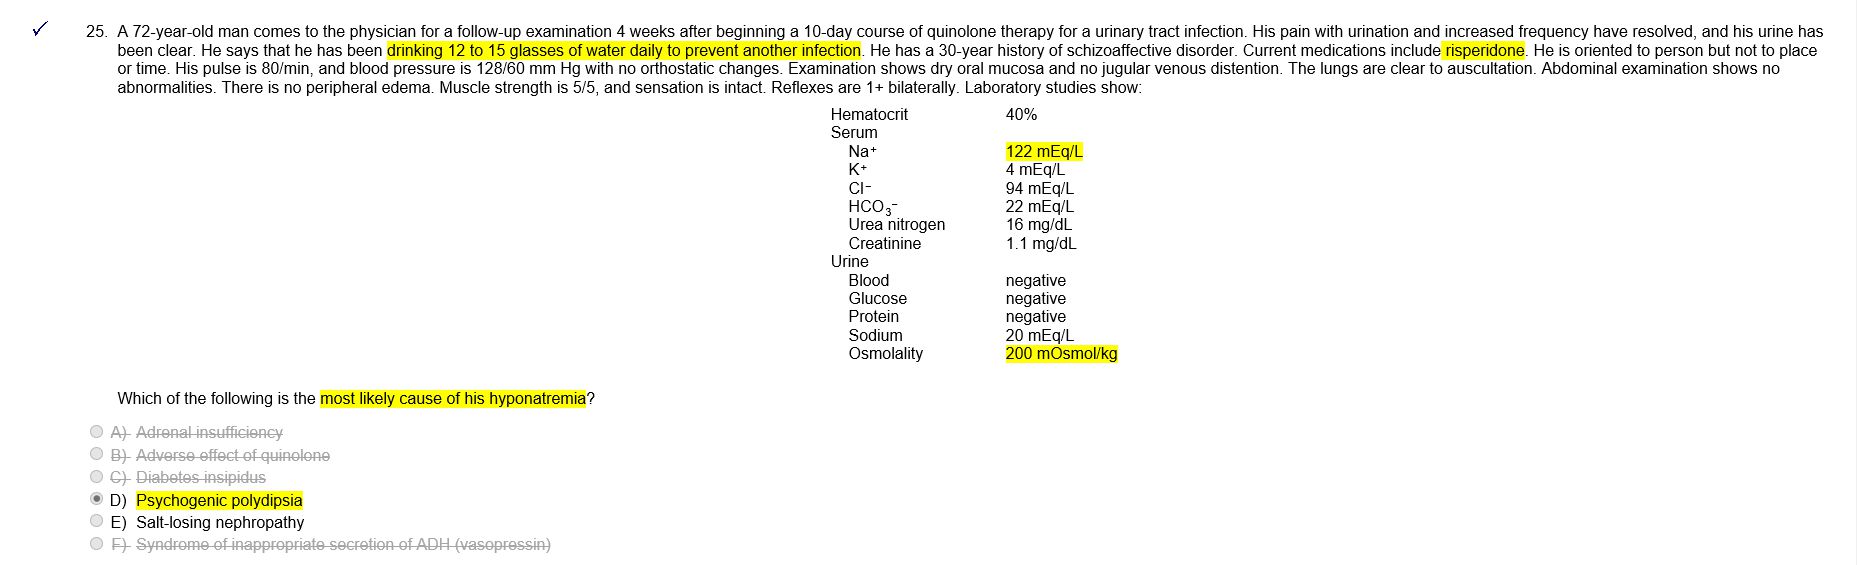 25. A 72-year-old man comes to the physician for a follow-up examination 4 weeks after beginning a 10-day course of quinolone therapy for a urinary tract infection. His pain with urination and increased frequency have resolved, and his urine has
been clear. He says that he has been drinking 12 to 15 glasses of water daily to prevent another infection. He has a 30-year history of schizoaffective disorder. Current medications include risperidone. He is oriented to person but not to place
or time. His pulse is 80/min, and blood pressure is 128/60 mm Hg with no orthostatic changes. Examination shows dry oral mucosa and no jugular venous distention. The lungs are clear to auscultation. Abdominal examination shows no
abnormalities. There is no peripheral edema. Muscle strength is 5/5, and sensation is intact. Reflexes are 1+ bilaterally. Laboratory studies show:
Hematocrit 40%
Serum
Na+ 122 mEq/L
K+ 4 mEq/L
Cl− 94 mEq/L
HCO3− 22 mEq/L
Urea nitrogen 16 mg/dL
Creatinine 1.1 mg/dL
Urine
Blood negative
Glucose negative
Protein negative
Sodium 20 mEq/L
Osmolality 200 mOsmol/kg
Which of the following is the most likely cause of his hyponatremia?
A) Adrenal insufficiency
B) Adverse effect of quinolone
C) Diabetes insipidus
D) Psychogenic polydipsia
E) Salt-losing nephropathy
F) Syndrome of inappropriate secretion of ADH (vasopressin)